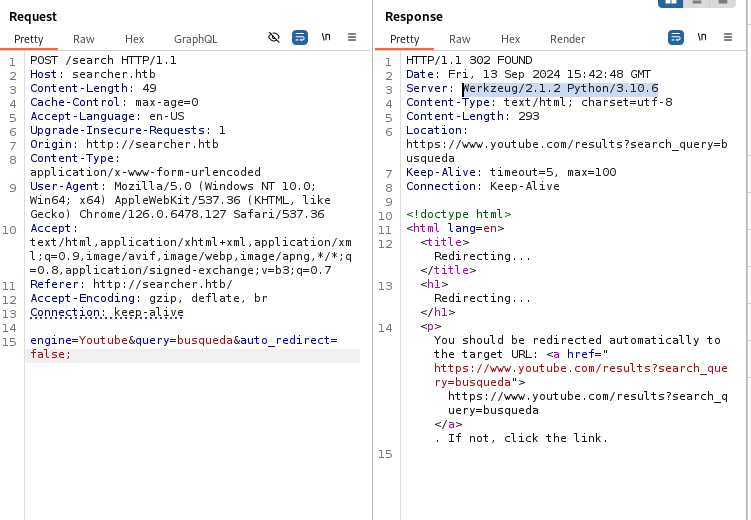 Request
Pretty Raw Hex GraphQL \n
1 POST /search HTTP/1.1
2 Host: searcher.htb
3 Content-Length: 49
4 Cache-Control: max-age=0
5 Accept-Language: en-US
6 Upgrade-Insecure-Requests: 1
7 Origin: http://searcher.htb
8 Content-Type:
application/x-www-form-urlencoded
9 User-Agent: Mozilla/5.0 (Windows NT 10.0;
Win64; x64) AppleWebKit/537.36 (KHTML, like
Gecko) Chrome/126.0.6478.127 Safari/537.36
10 Accept:
text/html,application/xhtml+xml,application/xm
l;q=0.9,image/avif,image/webp,image/apng,*/*;q
=0.8,application/signed-exchange;v=b3;q=0.7
11 Referer: http://searcher.htb/
12 Accept-Encoding: gzip, deflate, br
13 Connection: keep-alive
14
15 engine=Youtube&query=busqueda&auto_redirect=
false;
Response
Pretty Raw Hex Render \n
1 HTTP/1.1 302 FOUND
2 Date: Fri, 13 Sep 2024 15:42:48 GMT
3 Server: Werkzeug/2.1.2 Python/3.10.6
4 Content-Type: text/html; charset=utf-8
5 Content-Length: 293
6 Location:
https://www.youtube.com/results?search_query=b
usqueda
7 Keep-Alive: timeout=5, max=100
8 Connection: Keep-Alive
9
10 <!doctype html>
11 <html lang=en>
12 <title>
Redirecting...
</title>
13 <h1>
Redirecting...
</h1>
14 <p>
You should be redirected automatically to
the target URL: <a href="
https://www.youtube.com/results?search_que
ry=busqueda">
https://www.youtube.com/results?search_q
uery=busqueda
</a>
. If not, click the link.
15